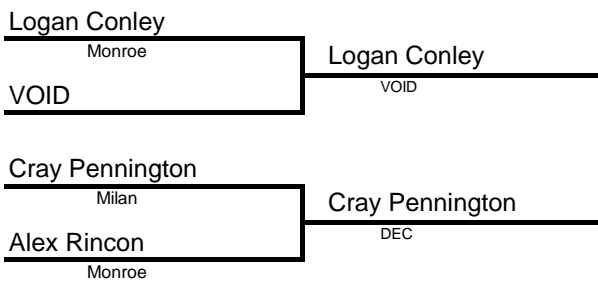 Logan Conley
Monroe
Logan Conley
VOID
VOID
Cray Pennington
Milan
Cray Pennington
DEC
Alex Rincon
Monroe